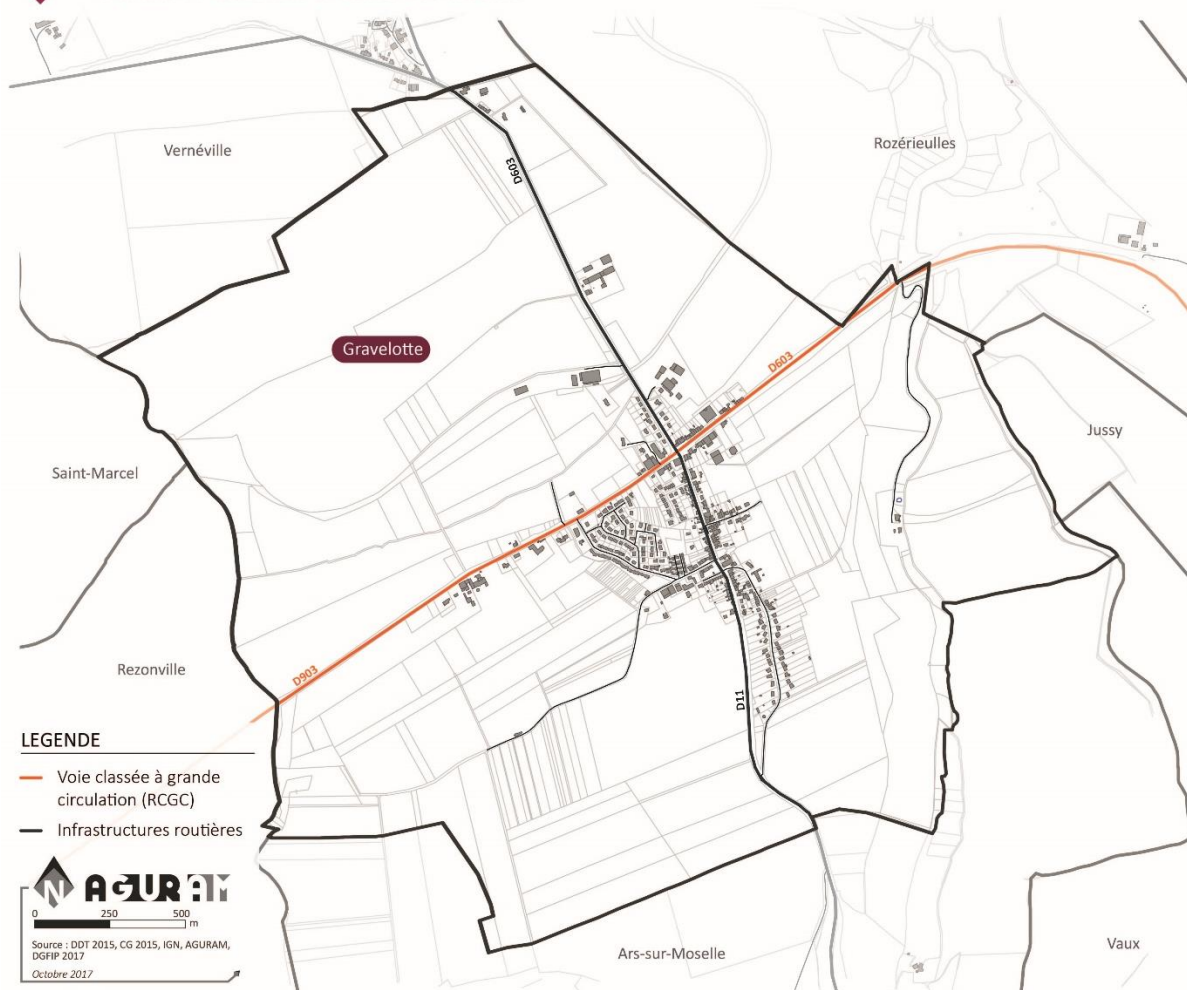 Vernéville
Rozérieulles
D603
Gravelotte
D603
Jussy
Saint-Marcel
D903
Rezonville
D11
LEGENDE
Voie classée à grande
circulation (RCGC)
Infrastructures routières
N AGURAM
0 250 500
m
Source : DDT 2015, CG 2015, IGN, AGURAM,
DGFIP 2017
Octobre 2017
Ars-sur-Moselle
Vaux